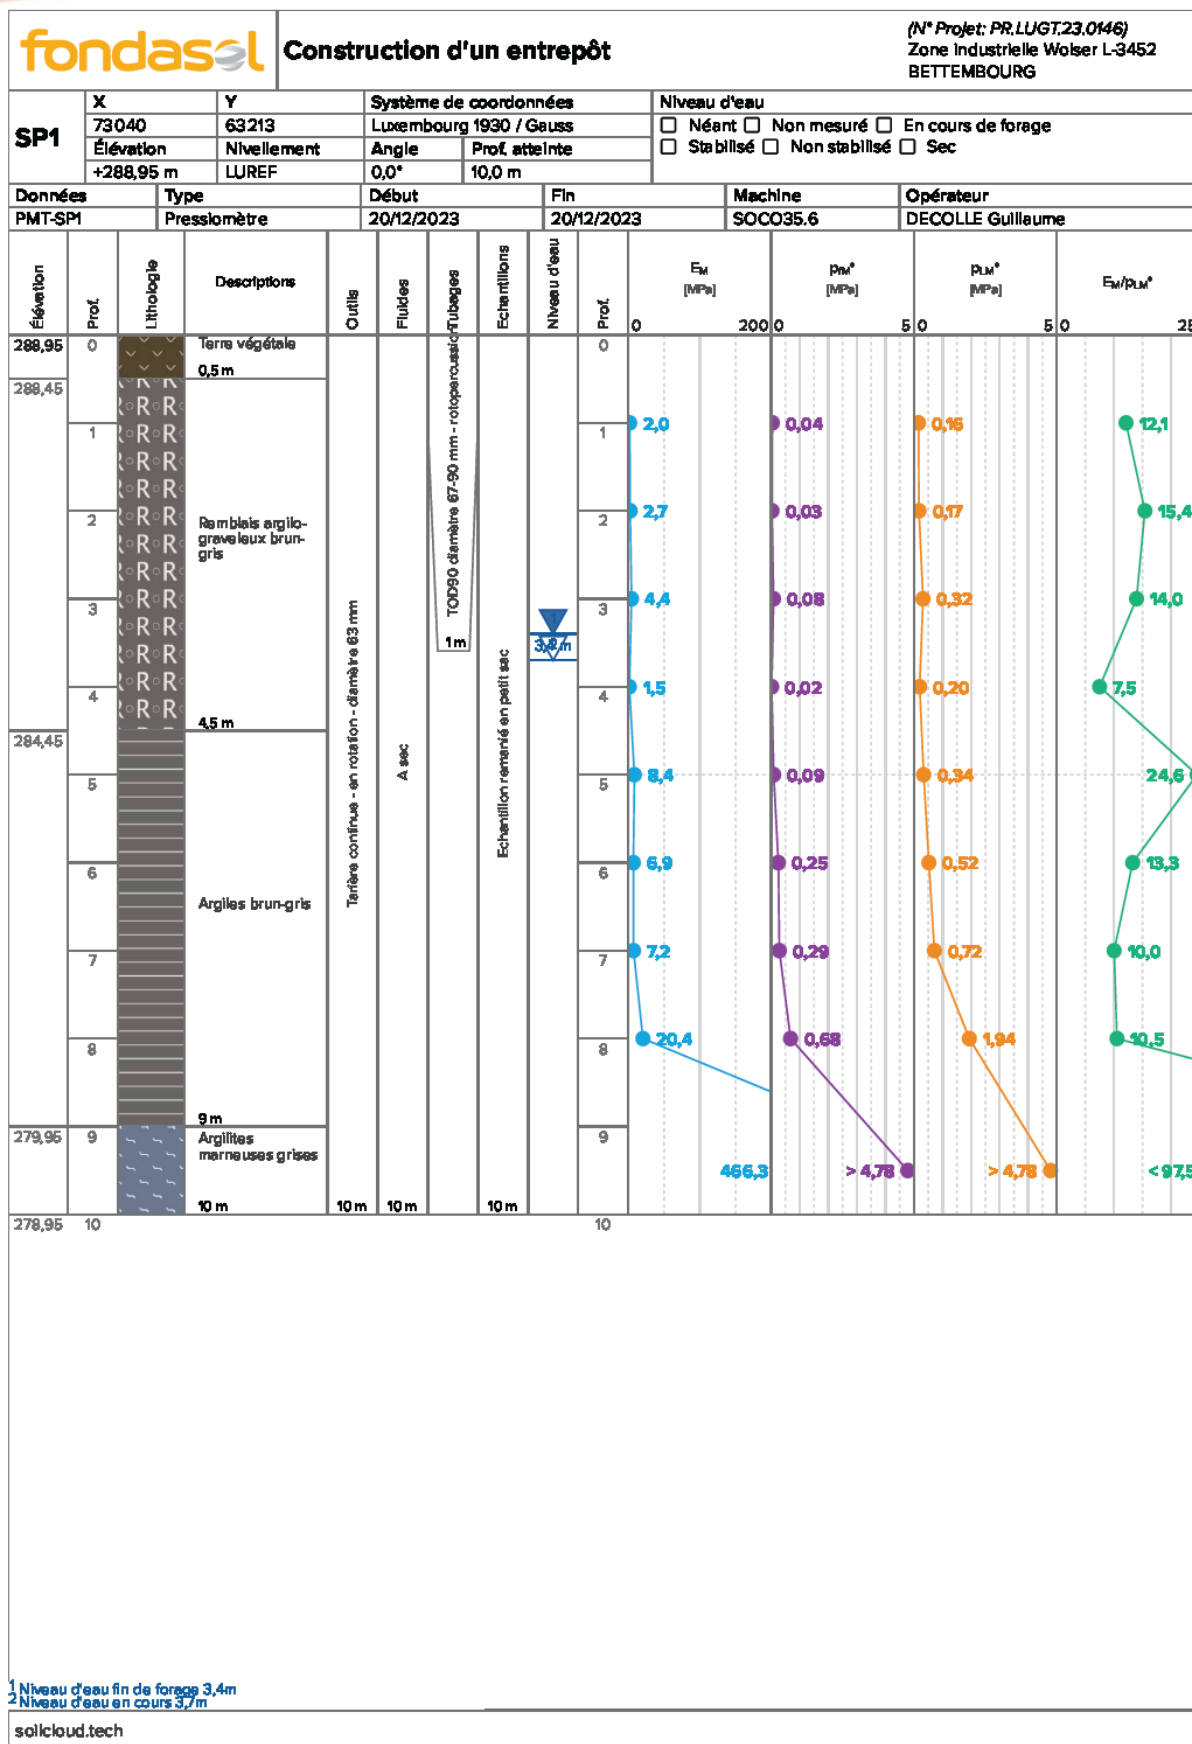 fondasol
Construction d'un entrepôt
(N° Projet: PR.LUGT.23.0146)
Zone Industrielle Wolser L-3452
BETTEMBOURG
SP1
X Y Système de coordonnées Niveau d'eau
73040 63213 Luxembourg 1930 / Gauss
Néant Non mesuré En cours de forage
Élévation Nivellement Angle Prof. atteinte
Stabilisé Non stabilisé Sec
+288,95 m LUREF 0,0° 10,0 m
Données Type Début Fin Machine Opérateur
PMT-SP1 Pressiomètre 20/12/2023 20/12/2023 SOCO35.6 DECOLLE Guillaume
Élévation
Prof.
Lithologie
Descriptions
Outils
Fluides
Tubages
Echantillons
Niveau d'eau
Prof.
EM
[MPa]
pfM*
[MPa]
pLM*
[MPa]
EM/pLM*
0 200 0 5 0 5 0 25
288,95 0 Terre végétale 0
0,5 m
288,45
1 1 2,0 0,04 0,16 12,1
2 2 2,7 0,03 0,17 15,4
Remblais argilo-
graveleux brun-
gris
3 3 4,4 0,08 0,32 14,0
TOID90 diamètre 67-90 mm - rotopercussion
1 m
1
4 4 1,5 0,02 0,20 7,5
4,5 m
284,45
5 5 8,4 0,09 0,34 24,6
Tarière continue - en rotation - diamètre 63 mm
A sec
Echantillon remanié en petit sac
6 6 6,9 0,25 0,52 13,3
Argiles brun-gris
7 7 7,2 0,29 0,72 10,0
8 8 20,4 0,68 1,94 10,5
9 m
279,95 9 Argilites 9
marneuses grises
466,3 > 4,78 > 4,78 < 97,5
10 m 10 m 10 m 10 m
278,95 10 10
1 Niveau d'eau fin de forage 3,4m
2 Niveau d'eau en cours 3,7m
soilcloud.tech